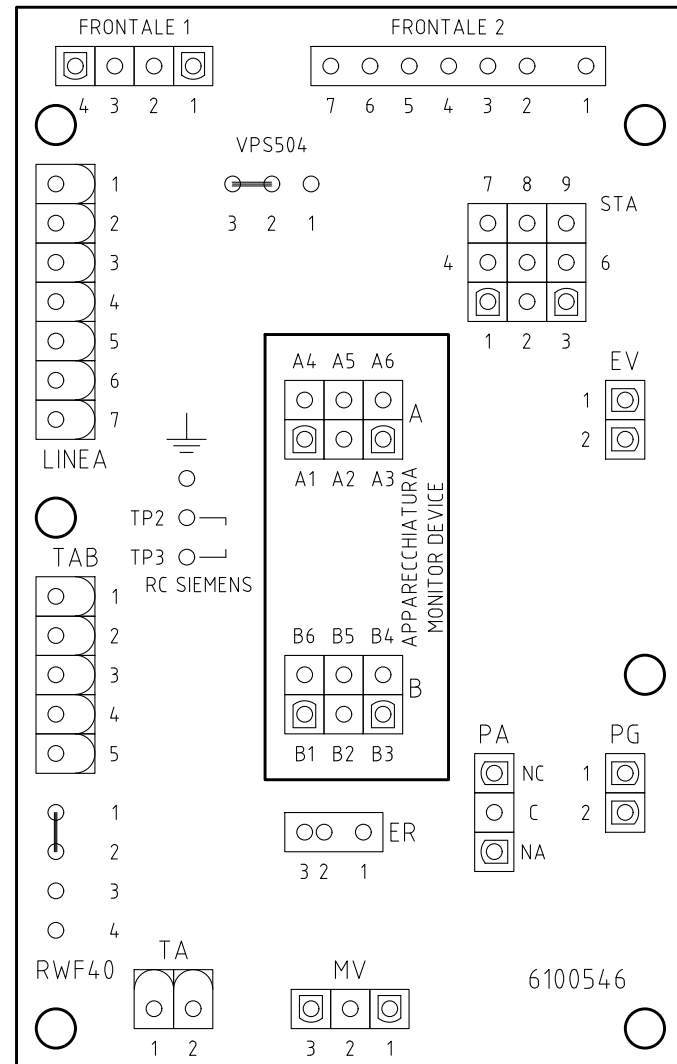 FRONTALE 1
FRONTALE 2
4 3 2 1
7 6 5 4 3 2 1
VPS504
3 2 1
1
2
3
4
5
6
7
LINEA
7 8 9
STA
4 6
1 2 3
EV
1
2
A4 A5 A6
A
A1 A2 A3
APPARECCHIATURA
MONITOR DEVICE
TP2
TP3
RC SIEMENS
TAB
1
2
3
4
5
B6 B5 B4
B
B1 B2 B3
PA
NC
C
NA
PG
1
2
1
2
3
4
RWF40
ER
3 2 1
TA
1 2
MV
3 2 1
6100546